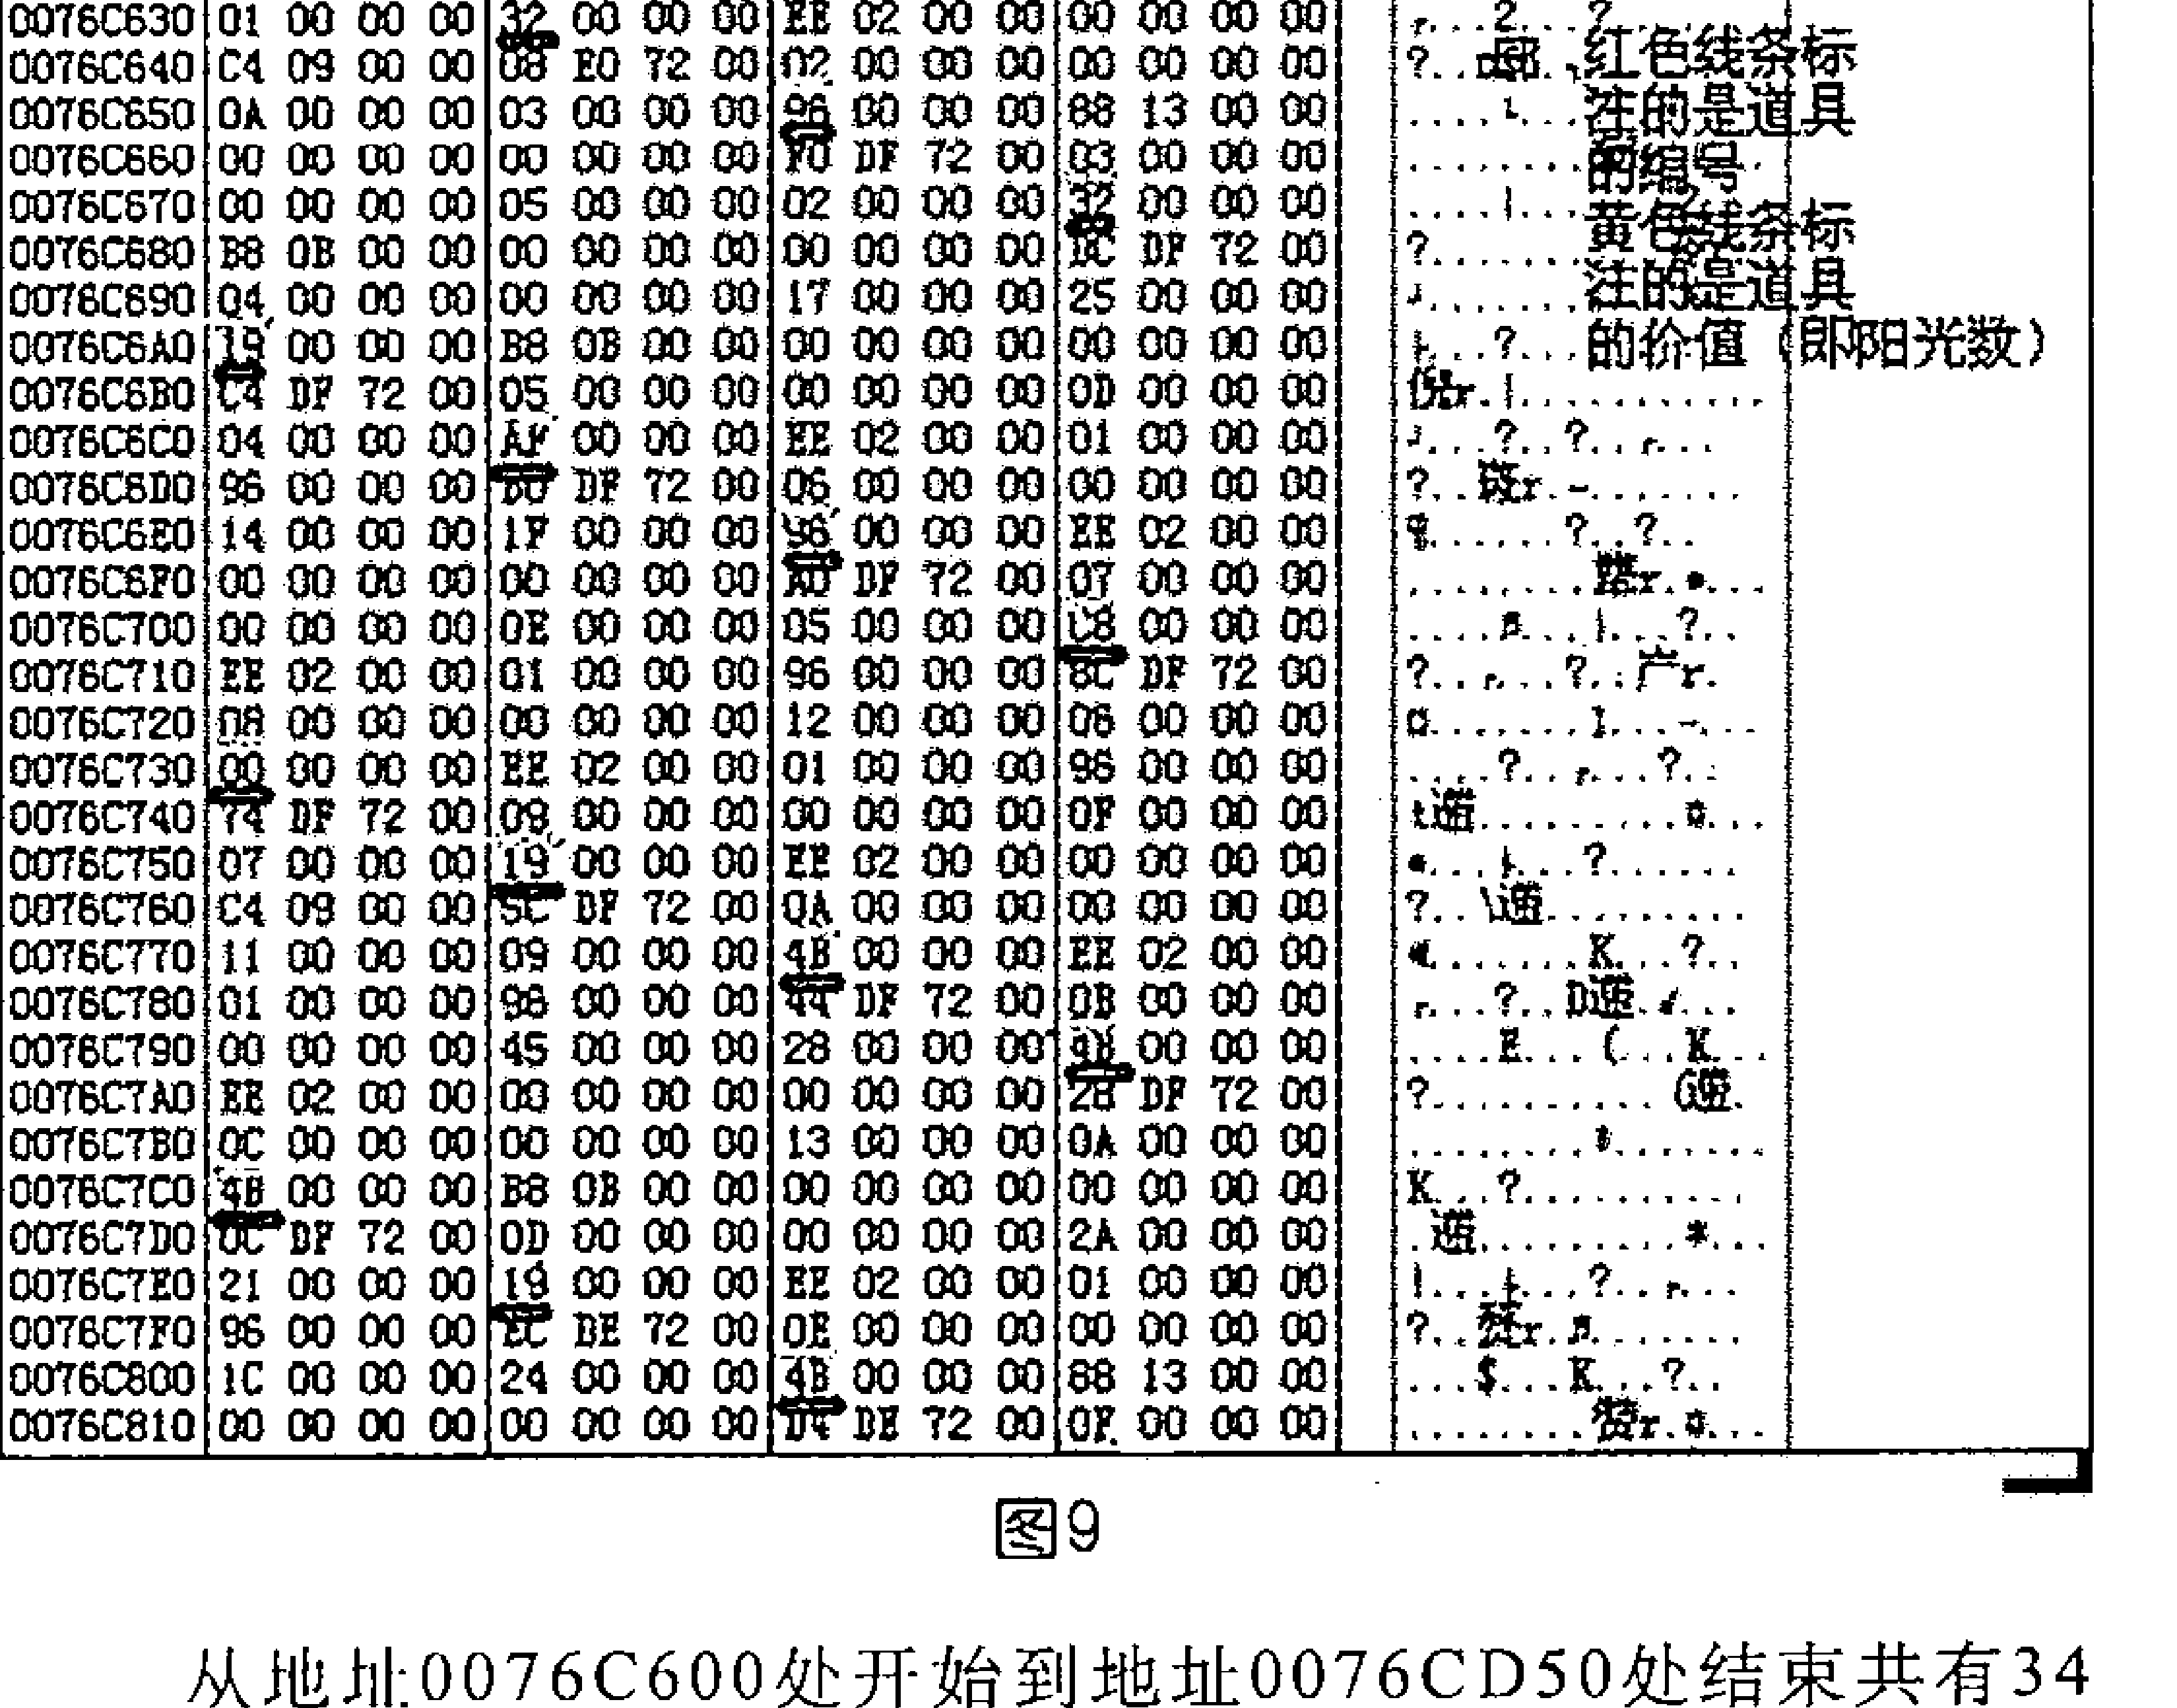 0076C630 01 00 00 00 32 00 00 00 EE 02 00 00 00 00 00 00
0076C640 C4 09 00 00 08 E0 72 00 02 00 00 00 00 00 00 00
0076C650 0A 00 00 00 03 00 00 00 96 00 00 00 88 13 00 00
0076C660 00 00 00 00 00 00 00 00 F0 DF 72 00 03 00 00 00
0076C670 00 00 00 00 05 00 00 00 02 00 00 00 32 00 00 00
0076C680 B8 0B 00 00 00 00 00 00 00 00 00 00 DC DF 72 00
0076C690 04 00 00 00 00 00 00 00 17 00 00 00 25 00 00 00
0076C6A0 19 00 00 00 B8 0B 00 00 00 00 00 00 00 00 00 00
0076C6B0 C4 DF 72 00 05 00 00 00 00 00 00 00 0D 00 00 00
0076C6C0 04 00 00 00 AF 00 00 00 EE 02 00 00 01 00 00 00
0076C6D0 96 00 00 00 B0 DF 72 00 06 00 00 00 00 00 00 00
0076C6E0 14 00 00 00 1F 00 00 00 96 00 00 00 EE 02 00 00
0076C6F0 00 00 00 00 00 00 00 00 A0 DF 72 00 07 00 00 00
0076C700 00 00 00 00 0E 00 00 00 05 00 00 00 C8 00 00 00
0076C710 EE 02 00 00 01 00 00 00 96 00 00 00 8C DF 72 00
0076C720 08 00 00 00 00 00 00 00 12 00 00 00 06 00 00 00
0076C730 00 00 00 00 EE 02 00 00 01 00 00 00 96 00 00 00
0076C740 74 DF 72 00 09 00 00 00 00 00 00 00 0F 00 00 00
0076C750 07 00 00 00 19 00 00 00 EE 02 00 00 00 00 00 00
0076C760 C4 09 00 00 5C DF 72 00 0A 00 00 00 00 00 00 00
0076C770 11 00 00 00 09 00 00 00 4B 00 00 00 EE 02 00 00
0076C780 01 00 00 00 96 00 00 00 44 DF 72 00 0B 00 00 00
0076C790 00 00 00 00 45 00 00 00 28 00 00 00 4B 00 00 00
0076C7A0 EE 02 00 00 00 00 00 00 00 00 00 00 28 DF 72 00
0076C7B0 0C 00 00 00 00 00 00 00 13 00 00 00 0A 00 00 00
0076C7C0 4B 00 00 00 B8 0B 00 00 00 00 00 00 00 00 00 00
0076C7D0 0C DF 72 00 0D 00 00 00 00 00 00 00 2A 00 00 00
0076C7E0 21 00 00 00 19 00 00 00 EE 02 00 00 01 00 00 00
0076C7F0 96 00 00 00 EC DE 72 00 0E 00 00 00 00 00 00 00
0076C800 1C 00 00 00 24 00 00 00 4B 00 00 00 88 13 00 00
0076C810 00 00 00 00 00 00 00 00 D4 DE 72 00 0F 00 00 00
红色线条标
注的是道具
的编号
黄色线条标
注的是道具
的价值（即阳光数）
图9
从地址0076C600处开始到地址0076CD50处结束共有34